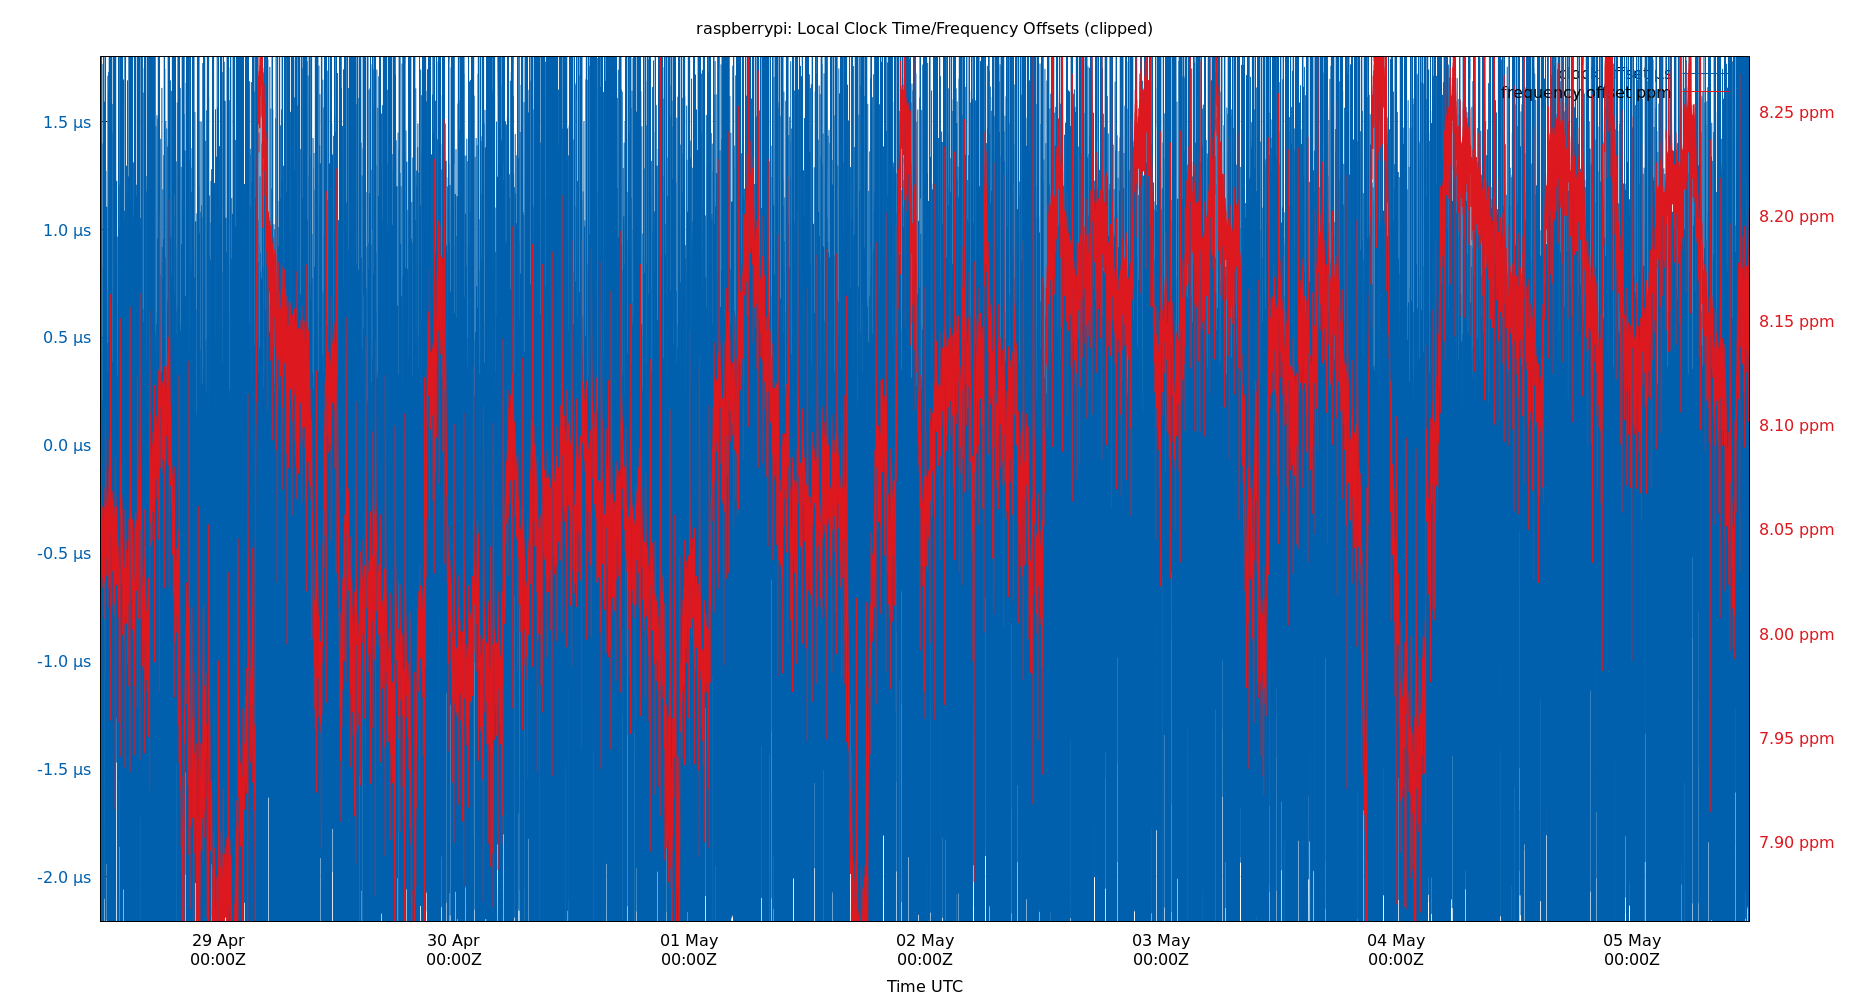 raspberrypi: Local Clock Time/Frequency Offsets (clipped)
clock offset µs
frequency offset ppm
1.5 µs
1.0 µs
0.5 µs
0.0 µs
-0.5 µs
-1.0 µs
-1.5 µs
-2.0 µs
8.25 ppm
8.20 ppm
8.15 ppm
8.10 ppm
8.05 ppm
8.00 ppm
7.95 ppm
7.90 ppm
29 Apr 30 Apr 01 May 02 May 03 May 04 May 05 May
00:00Z 00:00Z 00:00Z 00:00Z 00:00Z 00:00Z 00:00Z
Time UTC